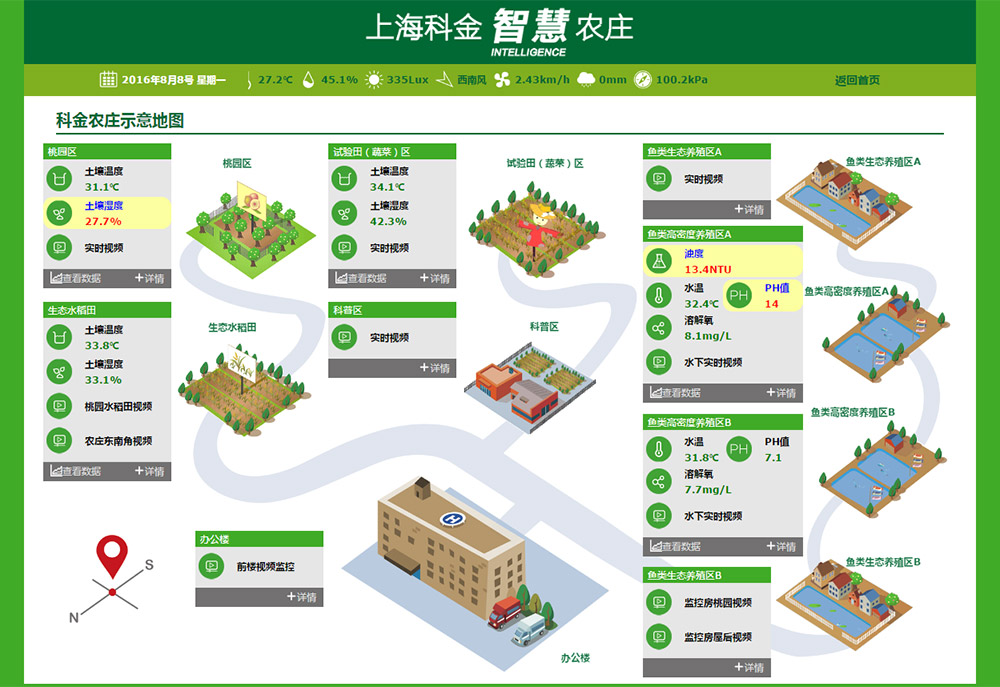 上海科金 智慧 农庄
INTELLIGENCE
2016年8月8号 星期一 27.2℃ 45.1% 335Lux 西南风 2.43km/h 0mm 100.2kPa 返回首页
科金农庄示意地图
桃园区
土壤温度
31.1℃
土壤湿度
27.7%
实时视频
查看数据 +详情
桃园区
试验田（蔬菜）区
土壤温度
34.1℃
土壤湿度
42.3%
实时视频
查看数据 +详情
试验田（蔬菜）区
鱼类生态养殖区A
实时视频
+详情
鱼类生态养殖区A
鱼类高密度养殖区A
浊度
13.4NTU
水温
32.4℃
PH
PH值
14
溶解氧
8.1mg/L
水下实时视频
查看数据 +详情
鱼类高密度养殖区A
生态水稻田
土壤温度
33.8℃
土壤湿度
33.1%
桃园水稻田视频
农庄东南角视频
查看数据 +详情
生态水稻田
科普区
实时视频
+详情
科普区
鱼类高密度养殖区B
水温
31.8℃
PH
PH值
7.1
溶解氧
7.7mg/L
水下实时视频
查看数据 +详情
鱼类高密度养殖区B
S
N
办公楼
前楼视频监控
+详情
H
办公楼
鱼类生态养殖区B
监控房桃园视频
监控房屋后视频
+详情
鱼类生态养殖区B